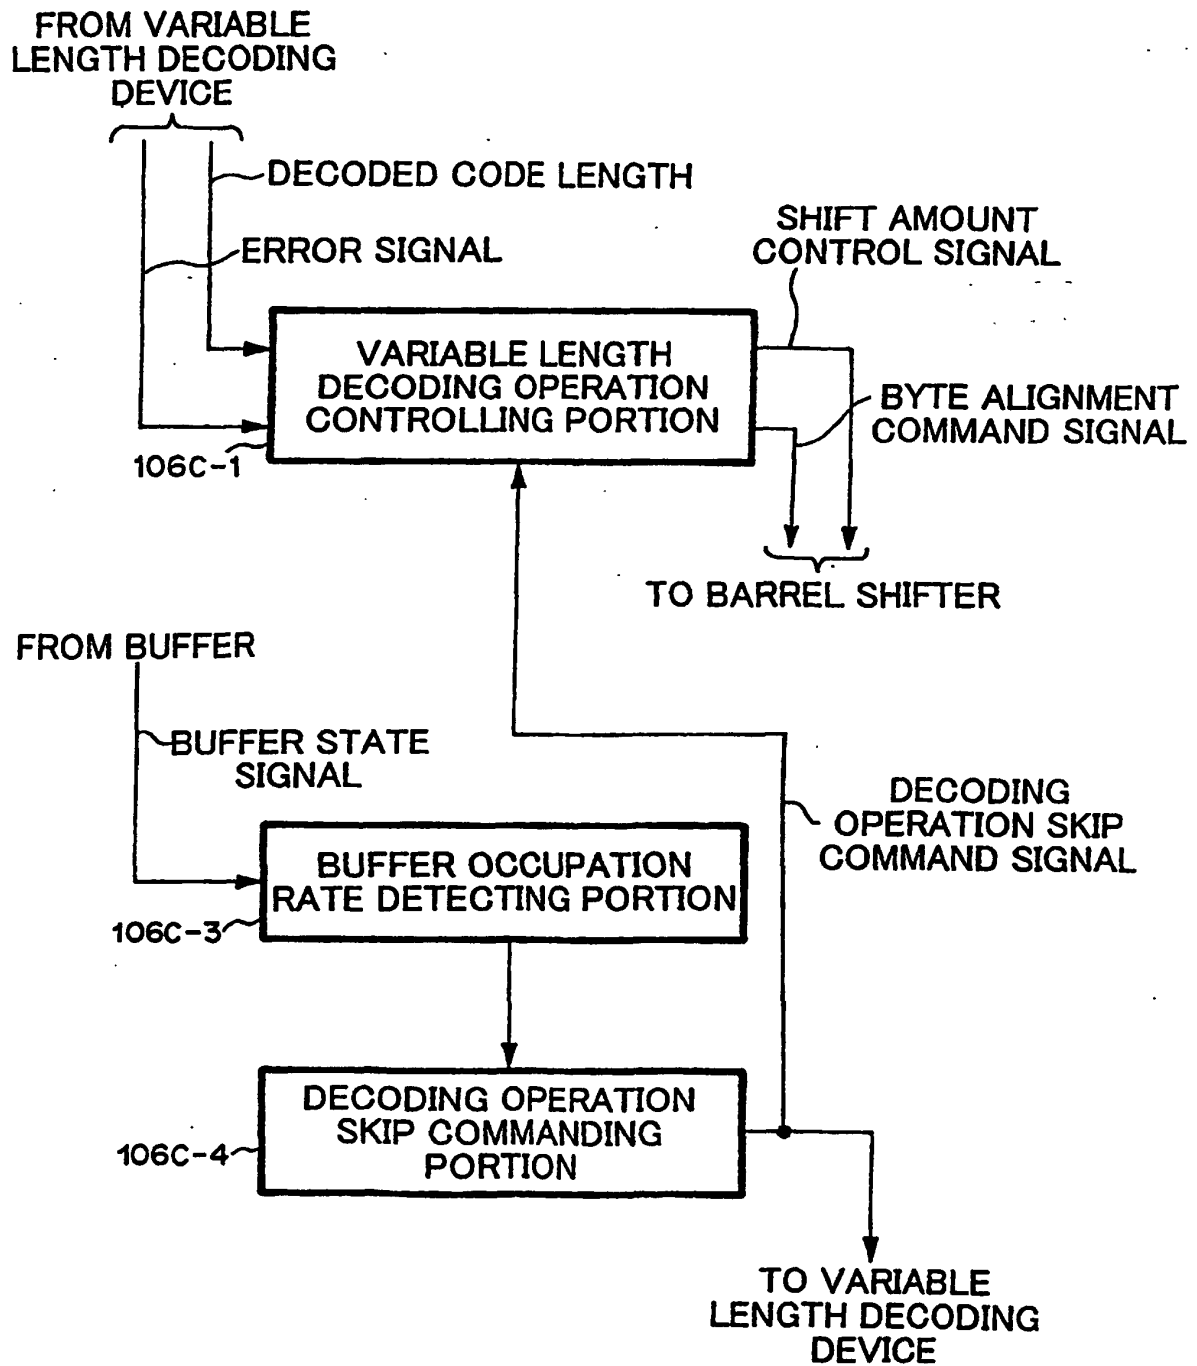 FROM VARIABLE
LENGTH DECODING
DEVICE
DECODED CODE LENGTH
ERROR SIGNAL
SHIFT AMOUNT
CONTROL SIGNAL
VARIABLE LENGTH
DECODING OPERATION
CONTROLLING PORTION
106C-1
BYTE ALIGNMENT
COMMAND SIGNAL
TO BARREL SHIFTER
FROM BUFFER
BUFFER STATE
SIGNAL
DECODING
OPERATION SKIP
COMMAND SIGNAL
BUFFER OCCUPATION
RATE DETECTING PORTION
106C-3
DECODING OPERATION
SKIP COMMANDING
PORTION
106C-4
TO VARIABLE
LENGTH DECODING
DEVICE